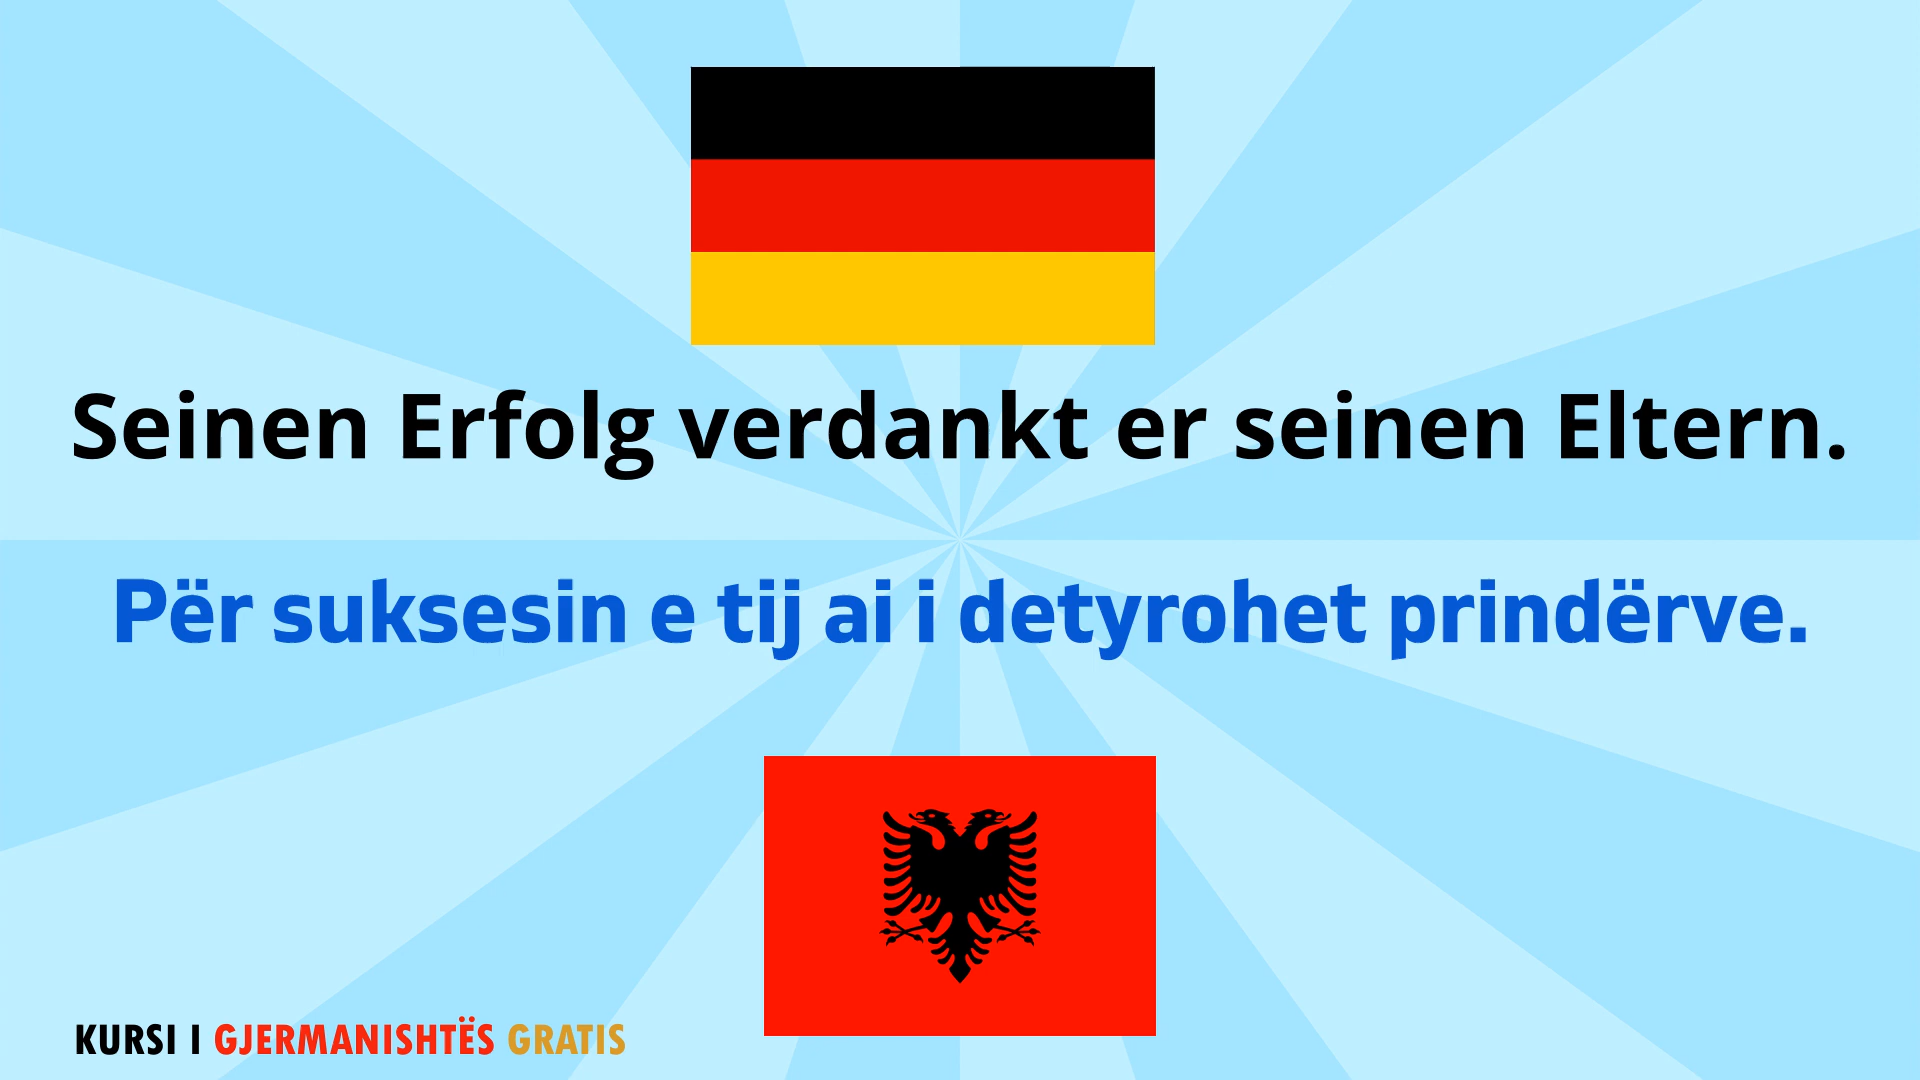 Seinen Erfolg verdankt er seinen Eltern.
Për suksesin e tij ai i detyrohet prindërve.
KURSI I GJERMANISHTËS GRATIS